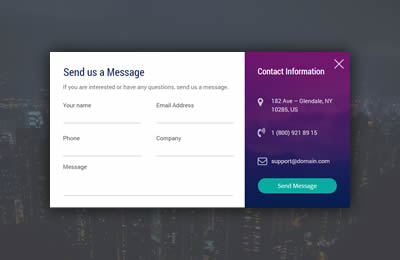 Send us a Message
If you are interested or have any questions, send us a message.
Your name
Email Address
Phone
Company
Message
Contact Information
182 Ave – Glendale, NY
10285, US
1 (800) 921 89 15
support@domain.com
Send Message